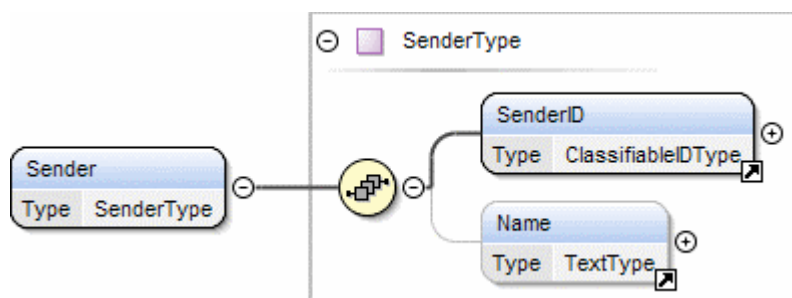 SenderType
SenderID
Type ClassifiableIDType
Sender
Type SenderType
Name
Type TextType